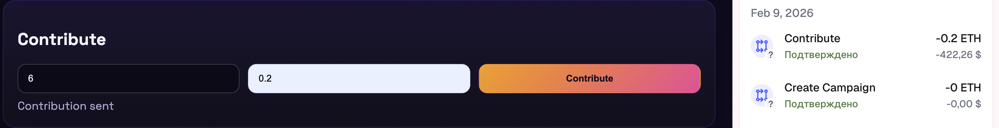 Contribute
6
0.2
Contribute
Contribution sent
Feb 9, 2026
Contribute
-0.2 ETH
Подтверждено
-422,26 $
?
Create Campaign
-0 ETH
Подтверждено
-0,00 $
?